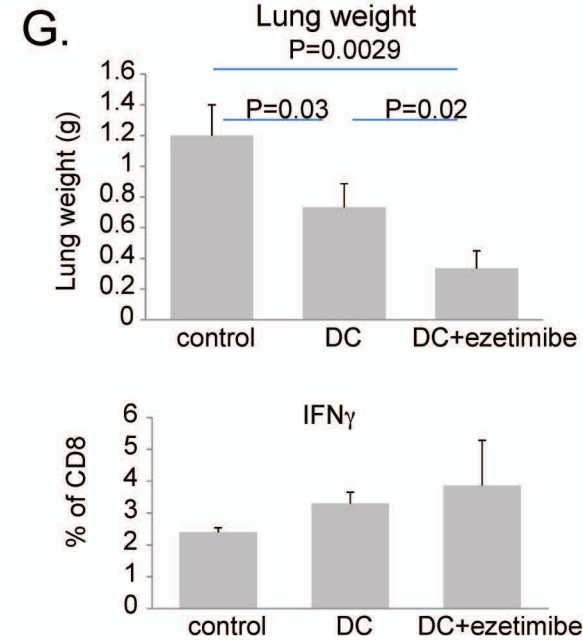 G.
Lung weight
P=0.0029
P=0.03 P=0.02
Lung weight (g)
1.6
1.4
1.2
1
0.8
0.6
0.4
0.2
0
control DC DC+ezetimibe
IFNγ
% of CD8
6
5
4
3
2
1
0
control DC DC+ezetimibe